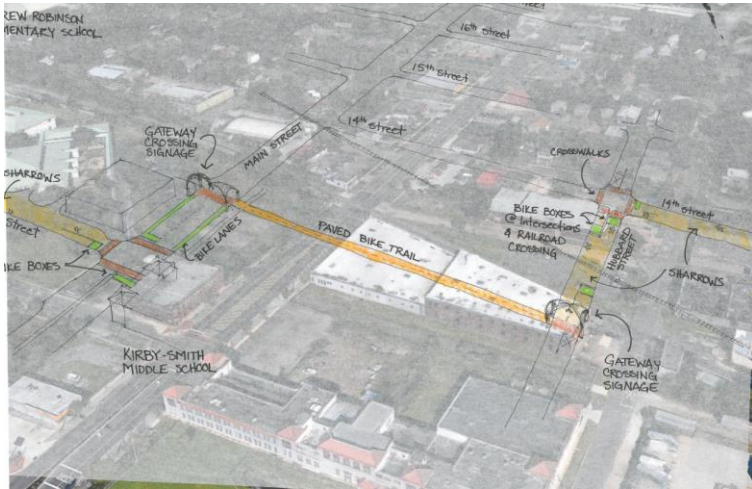 REW ROBINSON
MENTARY SCHOOL
16th Street
15th Street
14th Street
MAIN STREET
GATEWAY
CROSSING
SIGNAGE
CROSSWALKS
SHARROWS
Street
BIKE LANES
PAVED BIKE TRAIL
BIKE BOXES
@ Intersections
& RAILROAD
CROSSING
HUBBARD
STREET
14th Street
SHARROWS
IKE BOXES
KIRBY-SMITH
MIDDLE SCHOOL
GATEWAY
CROSSING
SIGNAGE